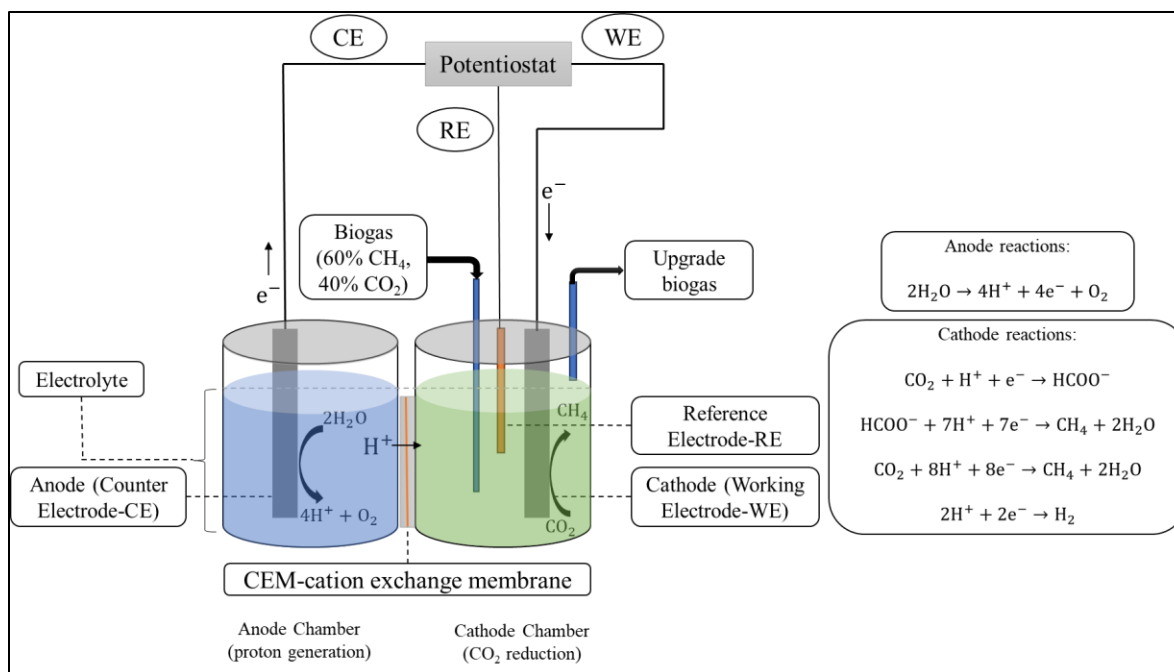 CE
WE
Potentiostat
RE
e⁻
e⁻
Biogas
(60% CH₄,
40% CO₂)
Upgrade
biogas
Electrolyte
Anode (Counter
Electrode-CE)
2H₂O
4H⁺ + O₂
H⁺
CH₄
CO₂
Reference
Electrode-RE
Cathode (Working
Electrode-WE)
CEM-cation exchange membrane
Anode Chamber
(proton generation)
Cathode Chamber
(CO₂ reduction)
Anode reactions:
2H₂O → 4H⁺ + 4e⁻ + O₂
Cathode reactions:
CO₂ + H⁺ + e⁻ → HCOO⁻
HCOO⁻ + 7H⁺ + 7e⁻ → CH₄ + 2H₂O
CO₂ + 8H⁺ + 8e⁻ → CH₄ + 2H₂O
2H⁺ + 2e⁻ → H₂